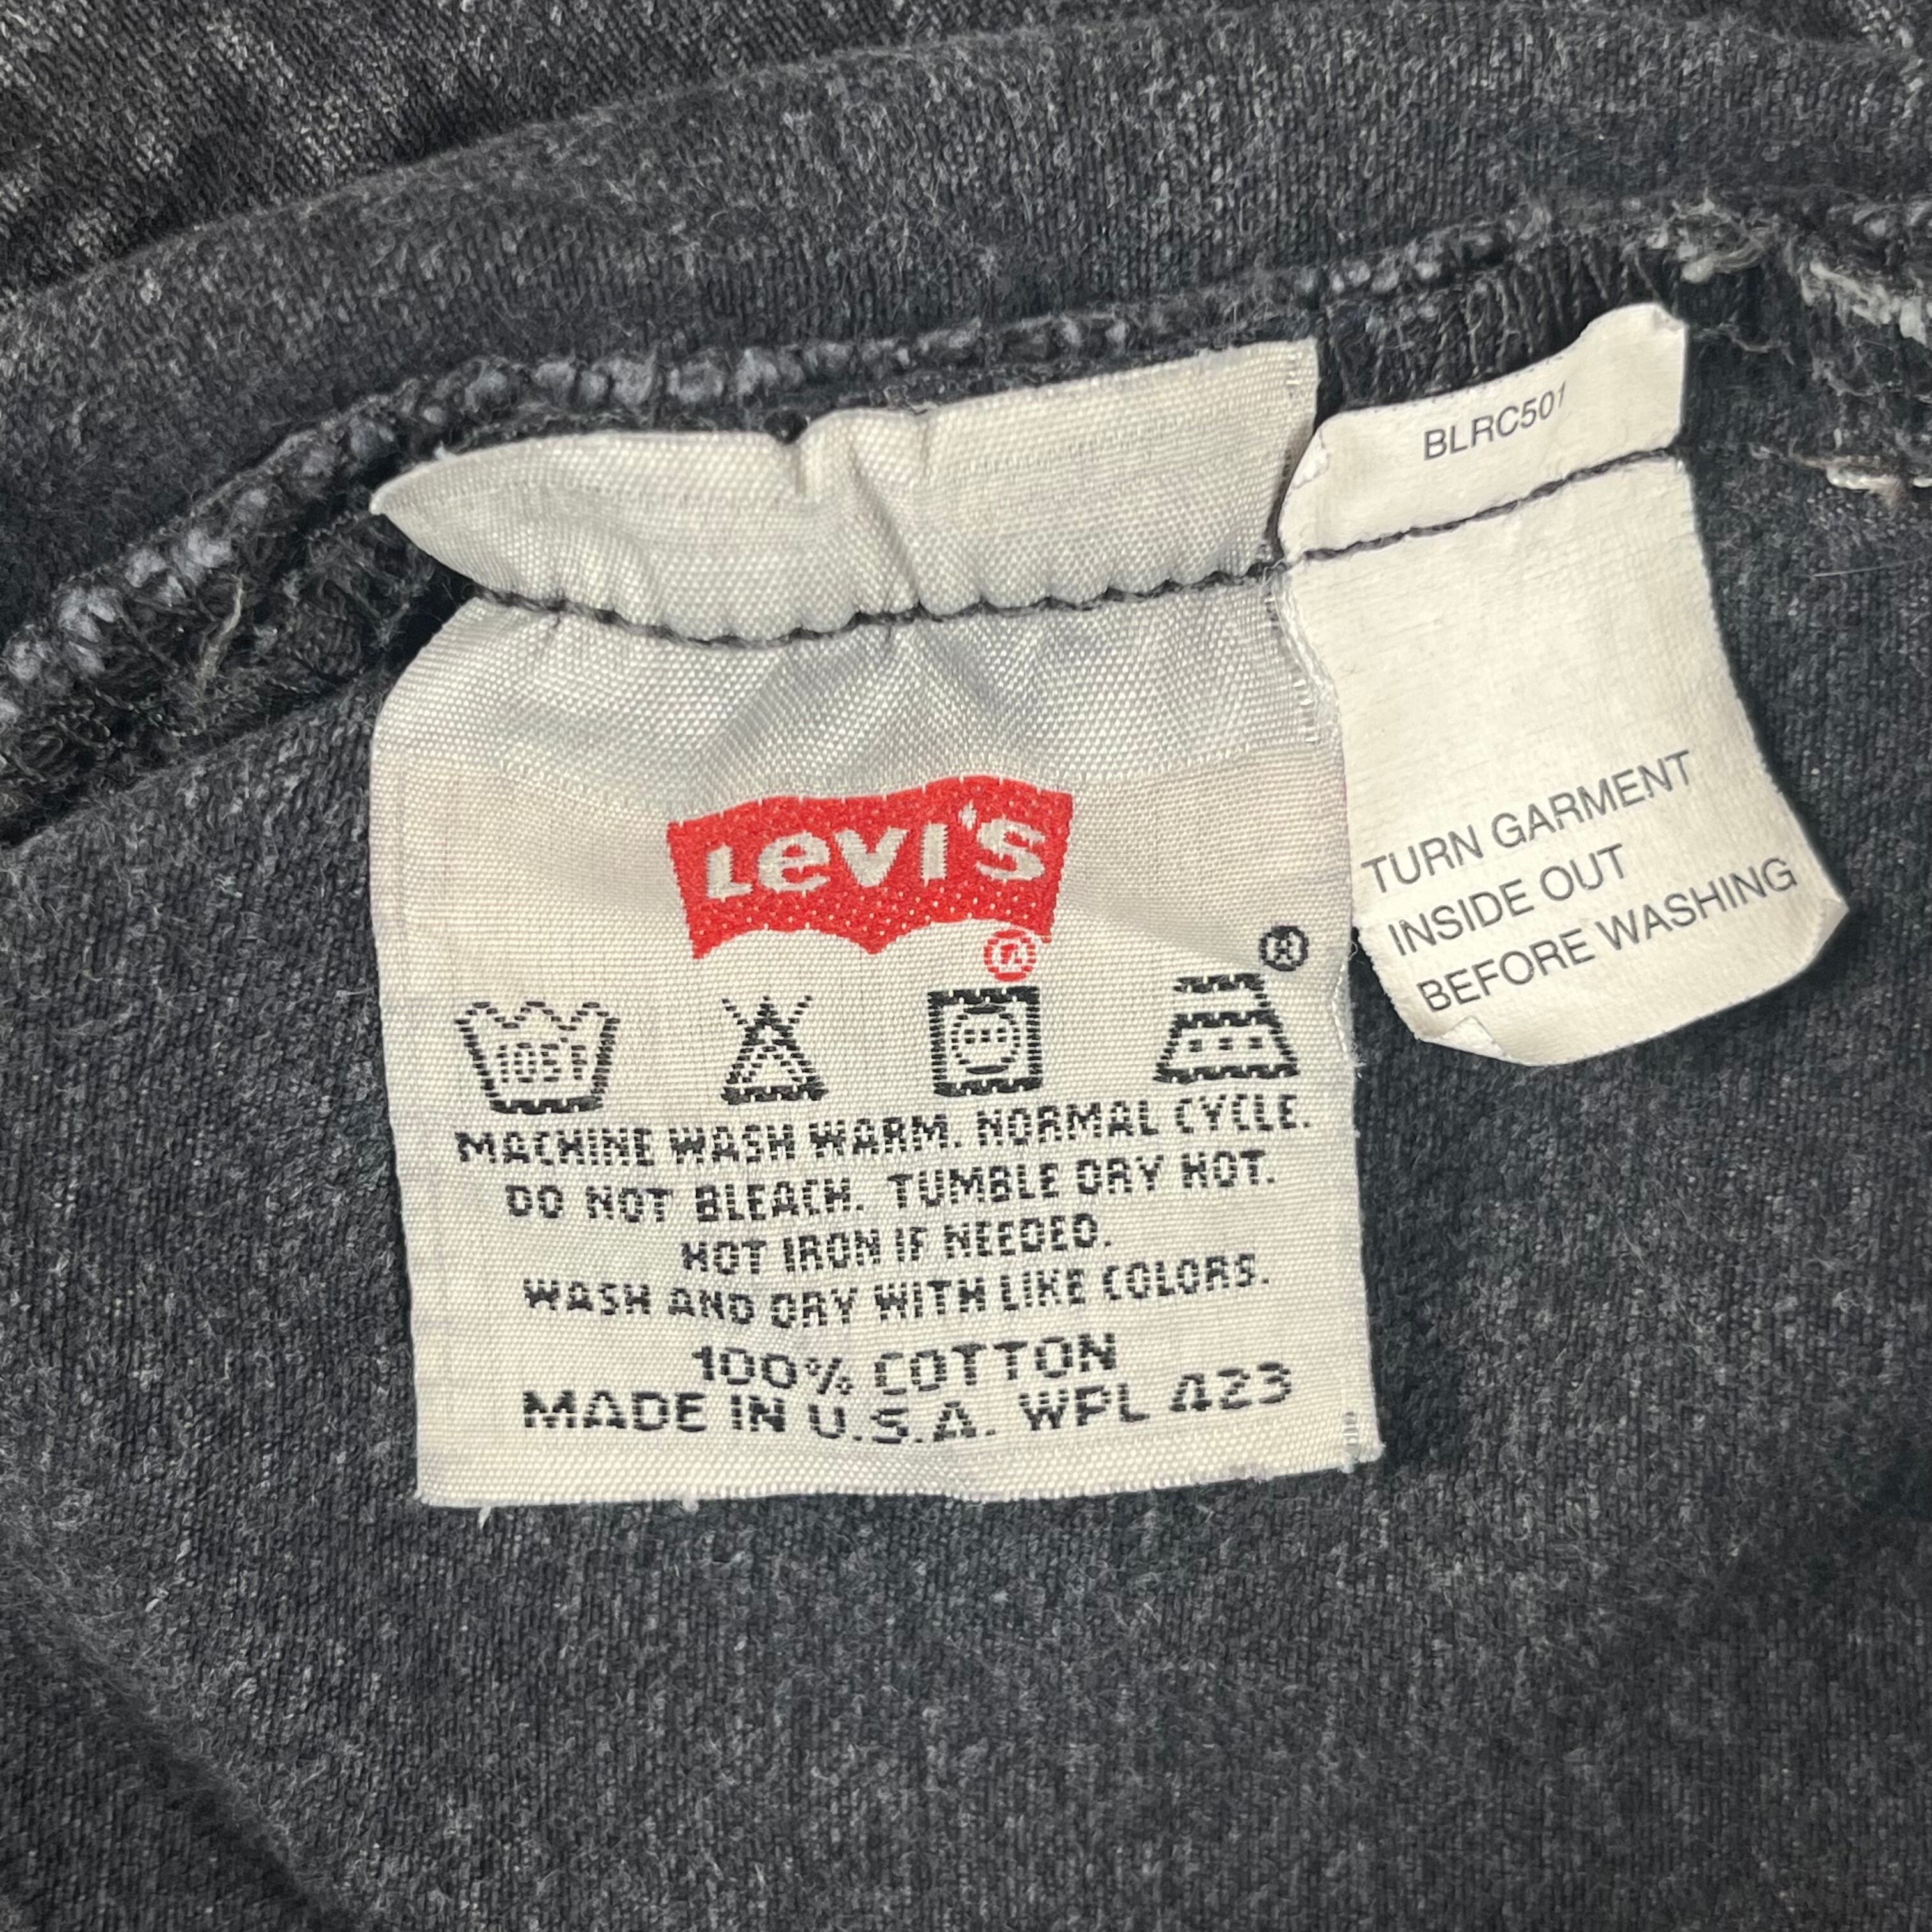 BLRC501
TURN GARMENT
INSIDE OUT
BEFORE WASHING
Levi's
®
®
105F
MACHINE WASH WARM. NORMAL CYCLE.
DO NOT BLEACH. TUMBLE DRY HOT.
HOT IRON IF NEEDED.
WASH AND DRY WITH LIKE COLORS.
100% COTTON
MADE IN U.S.A. WPL 423